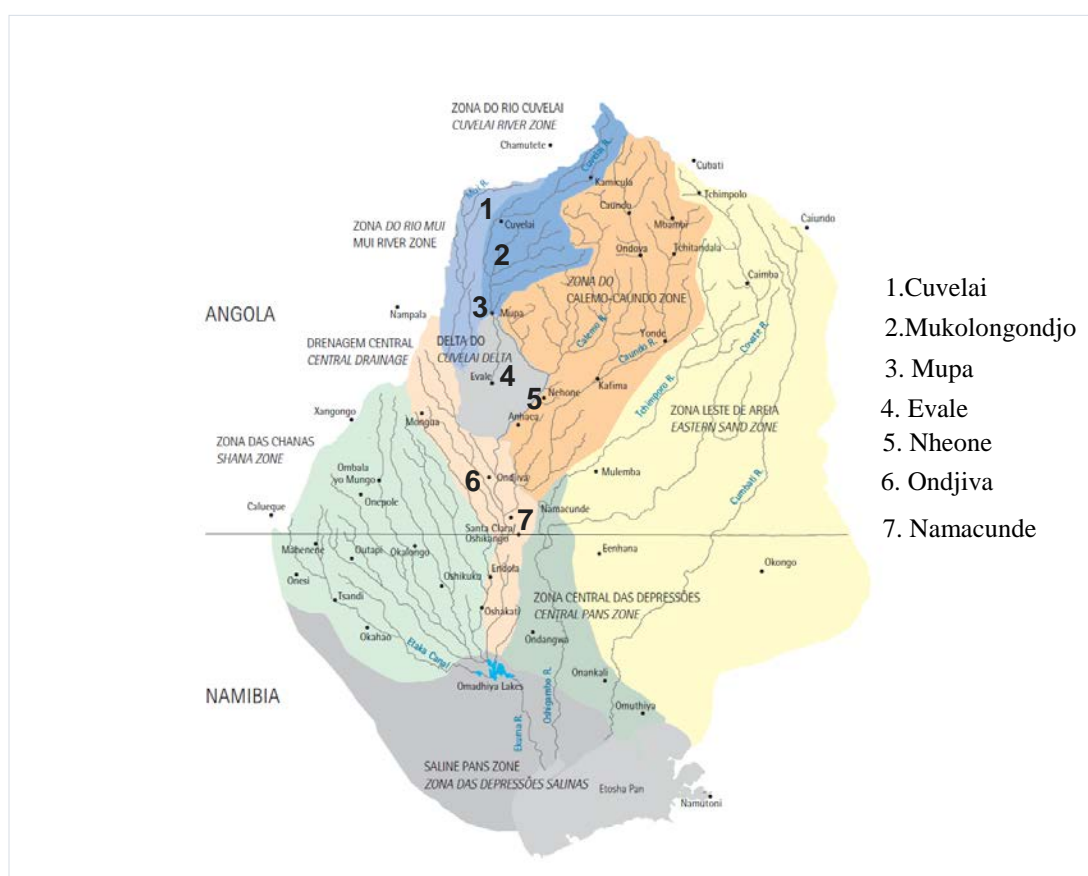 ZONA DO RIO CUVELAI
CUVELAI RIVER ZONE
Chamutete
Cuvelai R.
Cubati
Kamicula
Tchimpolo
Mui R.
1
Cuvelai
Caundo
Mbambi
Caiundo
ZONA DO RIO MUI
MUI RIVER ZONE
2
Ondova
Tchitandala
ZONA DO
CALEMO-CAUNDO ZONE
Caimba
1.Cuvelai
ANGOLA
Nampala
3
Mupa
2.Mukolongondjo
DRENAGEM CENTRAL
CENTRAL DRAINAGE
DELTA DO
CUVELAI DELTA
Calemo R.
Caundo R.
Yonde
Covate R.
3. Mupa
Evale
4
5
Nehone
Kafima
Tchimporo R.
4. Evale
Xangongo
Mongua
Anhaca
ZONA LESTE DE AREIA
EASTERN SAND ZONE
5. Nheone
ZONA DAS CHANAS
SHANA ZONE
Ombala
yo Mungo
Onepole
6
Ondjiva
Mulemba
Cumbati R.
6. Ondjiva
Calueque
7
Namacunde
Santa Clara/
Oshikango
7. Namacunde
Mahenene
Outapi
Okalongo
Eenhana
Onesi
Tsandi
Oshikuku
Endola
Okongo
Oshakati
ZONA CENTRAL DAS DEPRESSÕES
CENTRAL PANS ZONE
Okahao
Etaka Canal
Ondangwa
NAMIBIA
Omadhiya Lakes
Onankali
Omuthiya
Ekuma R.
Oshigambo R.
SALINE PANS ZONE
ZONA DAS DEPRESSÕES SALINAS
Etosha Pan
Namutoni